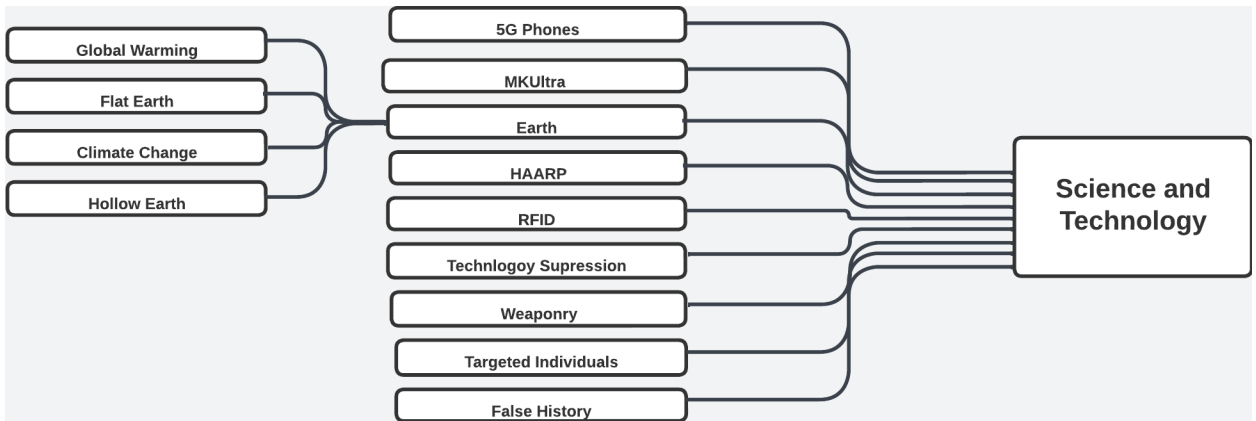 Global Warming
Flat Earth
Climate Change
Hollow Earth
5G Phones
MKUltra
Earth
HAARP
RFID
Technlogoy Supression
Weaponry
Targeted Individuals
False History
Science and
Technology